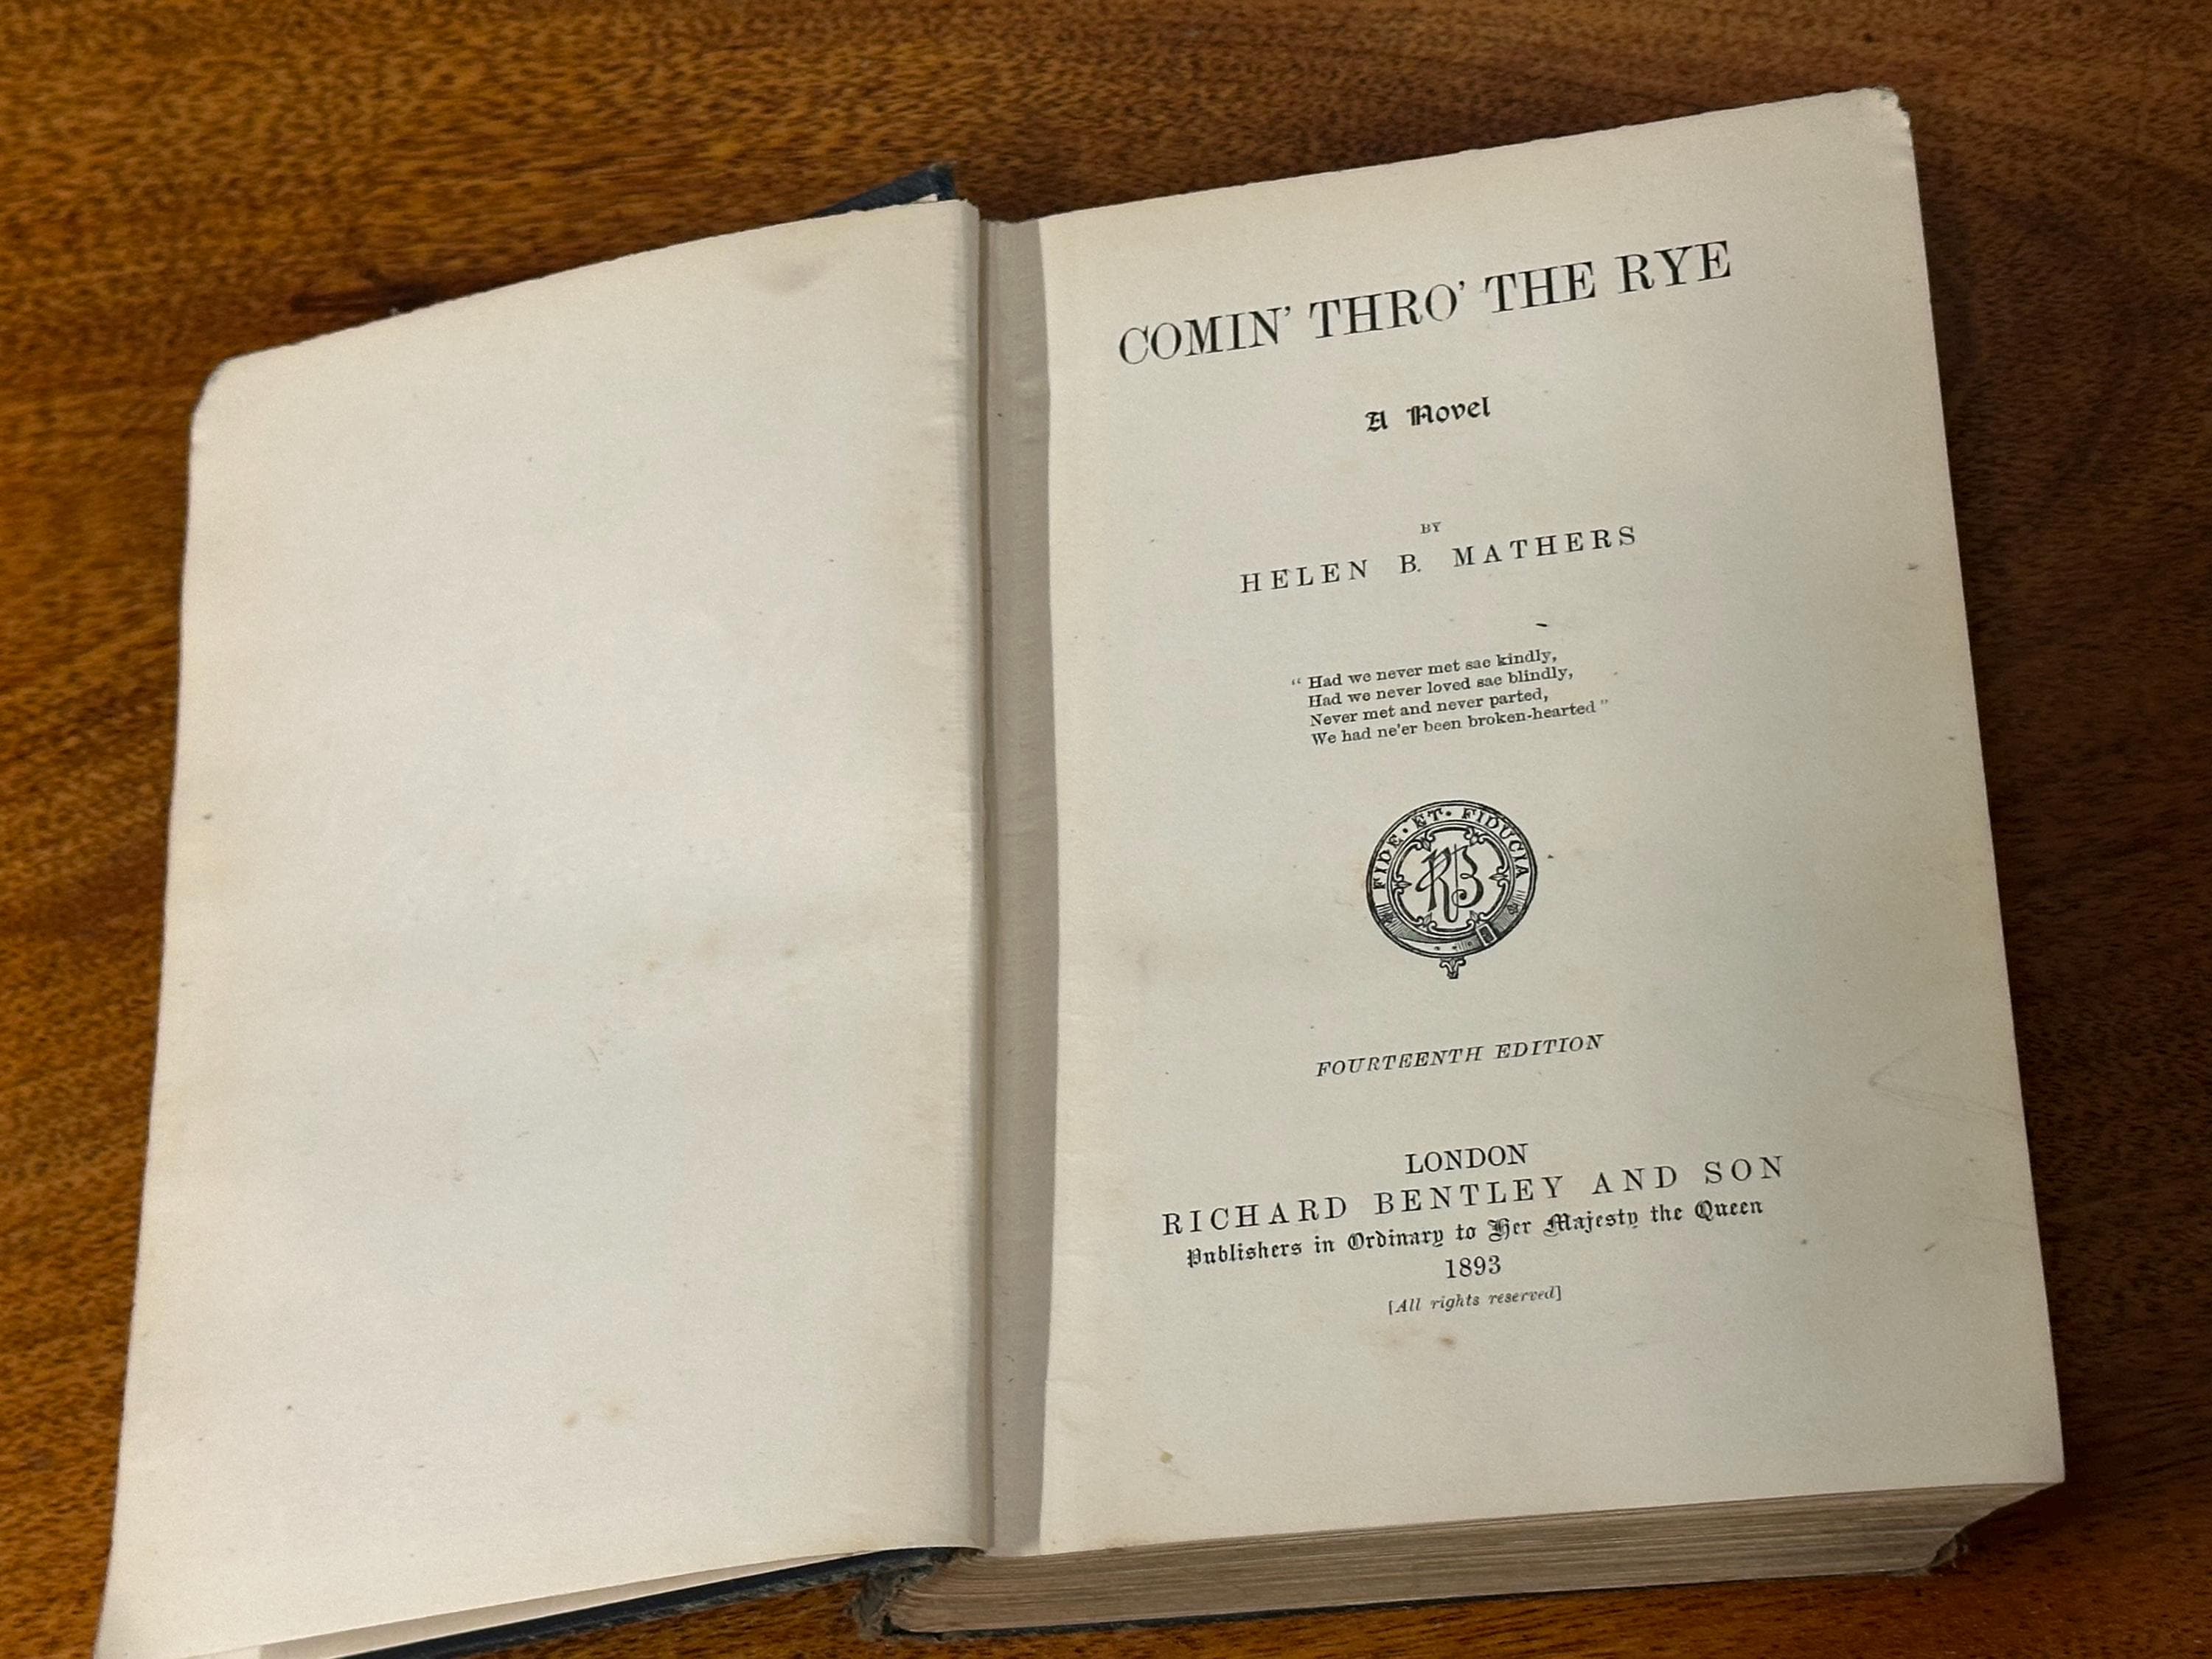 COMIN' THRO' THE RYE
A Novel
BY
HELEN B. MATHERS
“ Had we never met sae kindly,
Had we never loved sae blindly,
Never met and never parted,
We had ne'er been broken-hearted ”
FIDE · ET · FIDUCIA
RB
FOURTEENTH EDITION
LONDON
RICHARD BENTLEY AND SON
Publishers in Ordinary to Her Majesty the Queen
1893
[All rights reserved]